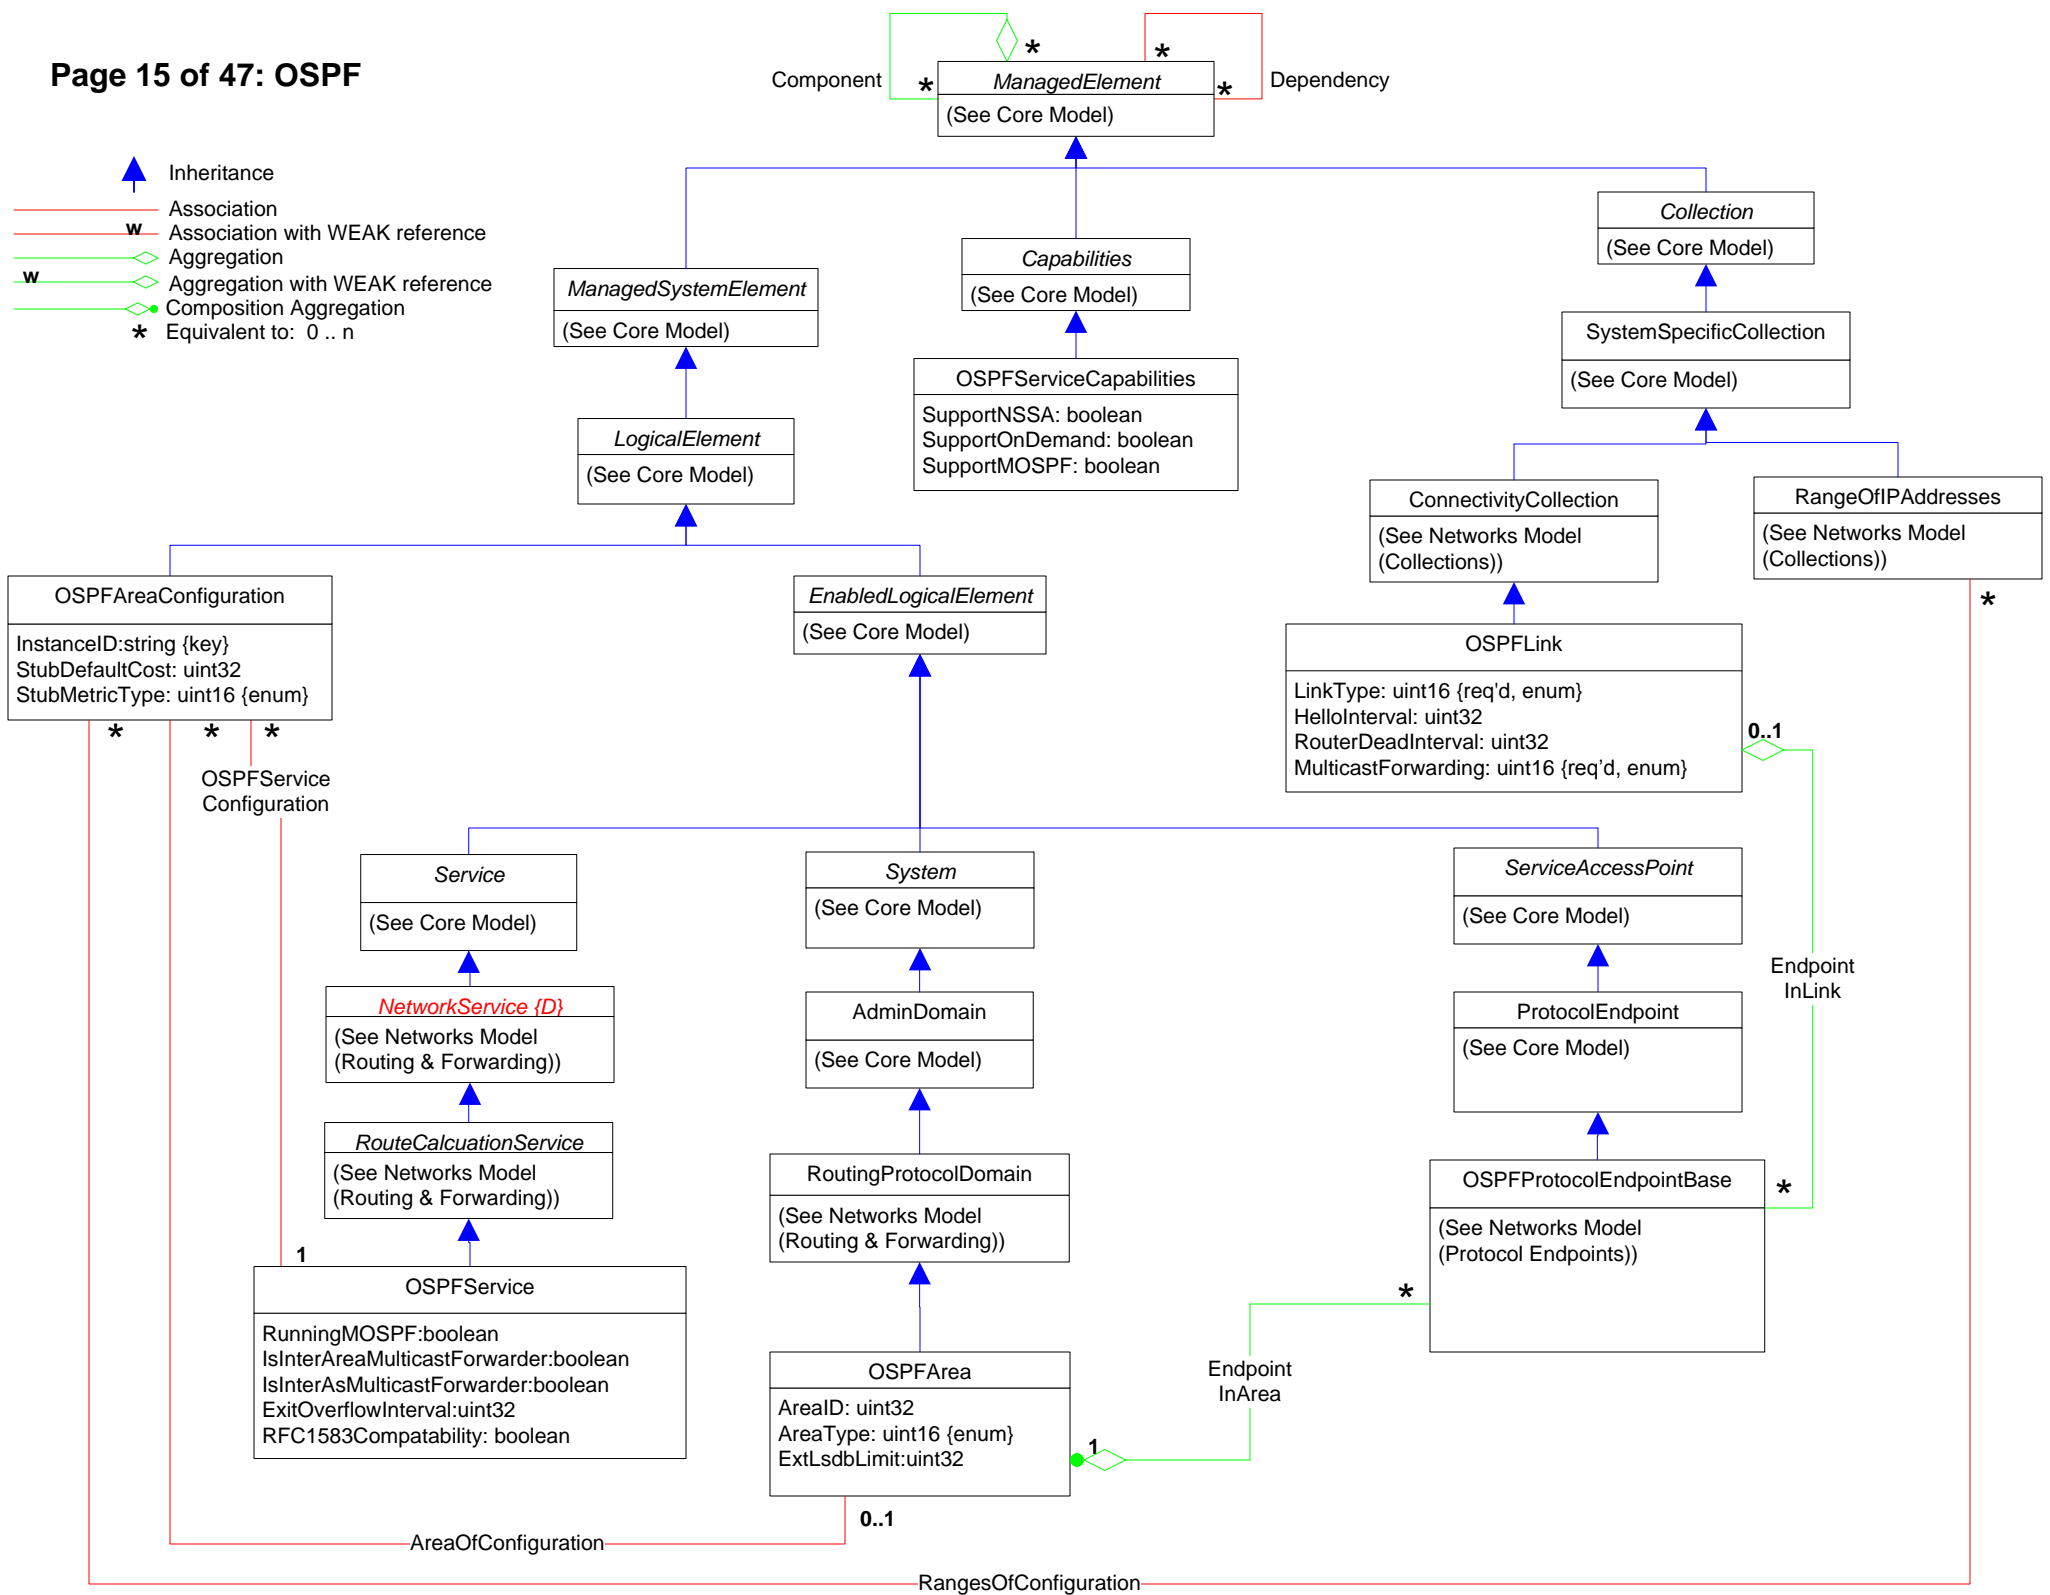 Page 15 of 47: OSPF
Inheritance
Association
w
Association with WEAK reference
Aggregation
w
Aggregation with WEAK reference
Composition Aggregation
* Equivalent to: 0 .. n
Component
*
*
*
*
Dependency
ManagedElement
(See Core Model)
ManagedSystemElement
(See Core Model)
Capabilities
(See Core Model)
Collection
(See Core Model)
SystemSpecificCollection
(See Core Model)
OSPFServiceCapabilities
SupportNSSA: boolean
SupportOnDemand: boolean
SupportMOSPF: boolean
LogicalElement
(See Core Model)
ConnectivityCollection
(See Networks Model
(Collections))
RangeOfIPAddresses
(See Networks Model
(Collections))
*
OSPFAreaConfiguration
InstanceID:string {key}
StubDefaultCost: uint32
StubMetricType: uint16 {enum}
*
*
*
OSPFService
Configuration
EnabledLogicalElement
(See Core Model)
OSPFLink
LinkType: uint16 {req'd, enum}
HelloInterval: uint32
RouterDeadInterval: uint32
MulticastForwarding: uint16 {req’d, enum}
0..1
Service
(See Core Model)
System
(See Core Model)
ServiceAccessPoint
(See Core Model)
Endpoint
InLink
NetworkService {D}
(See Networks Model
(Routing & Forwarding))
AdminDomain
(See Core Model)
ProtocolEndpoint
(See Core Model)
RouteCalcuationService
(See Networks Model
(Routing & Forwarding))
RoutingProtocolDomain
(See Networks Model
(Routing & Forwarding))
OSPFProtocolEndpointBase
(See Networks Model
(Protocol Endpoints))
*
*
1
OSPFService
RunningMOSPF:boolean
IsInterAreaMulticastForwarder:boolean
IsInterAsMulticastForwarder:boolean
ExitOverflowInterval:uint32
RFC1583Compatability: boolean
OSPFArea
AreaID: uint32
AreaType: uint16 {enum}
ExtLsdbLimit:uint32
Endpoint
InArea
1
0..1
AreaOfConfiguration
RangesOfConfiguration